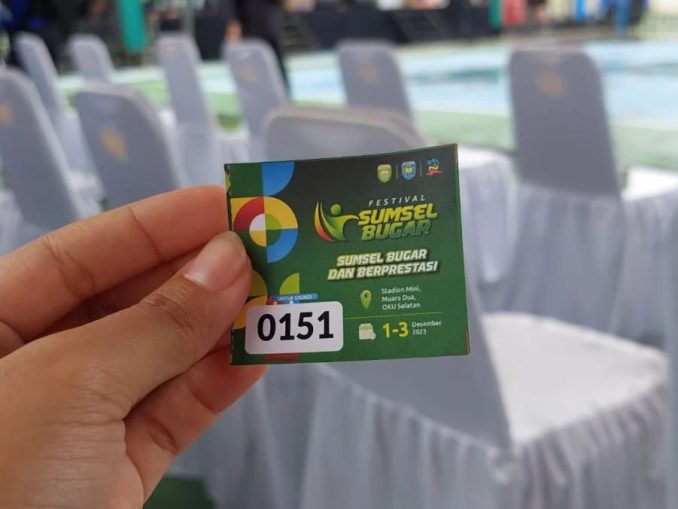 FESTIVAL
SUMSEL
BUGAR
SUMSEL BUGAR
DAN BERPRESTASI
Stadion Mini,
Muara Dua,
OKU Selatan
0151
1-3 Desember
2023